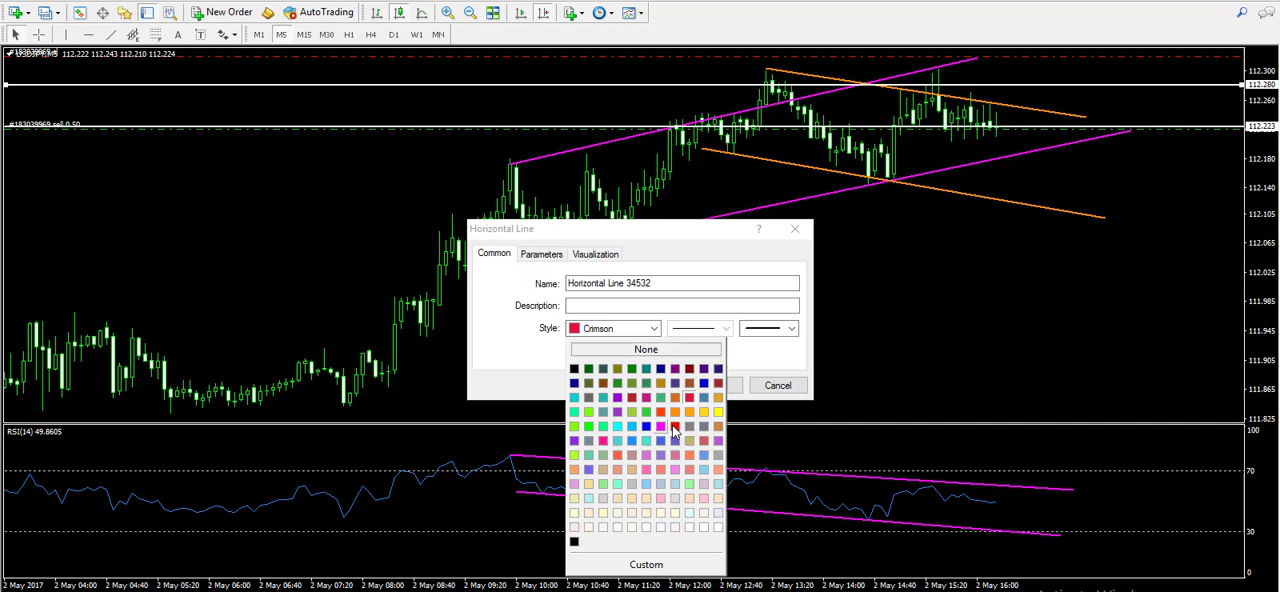 New Order
AutoTrading
A
T
M1 M5 M15 M30 H1 H4 D1 W1 MN
112.222 112.243 112.210 112.224
#183029969 sell 0.50
112.300
112.280
112.260
112.223
112.180
112.140
112.105
112.065
112.025
111.985
111.945
111.905
111.865
111.825
Horizontal Line
?
Common
Parameters
Visualization
Name:
Horizontal Line 34532
Description:
Style:
Crimson
None
Cancel
Custom
RSI(14) 49.8605
100
70
30
0
2 May 2017
2 May 04:00
2 May 04:40
2 May 05:20
2 May 06:00
2 May 06:40
2 May 07:20
2 May 08:00
2 May 08:40
2 May 09:20
2 May 10:00
2 May 10:40
2 May 11:20
2 May 12:00
2 May 12:40
2 May 13:20
2 May 14:00
2 May 14:40
2 May 15:20
2 May 16:00